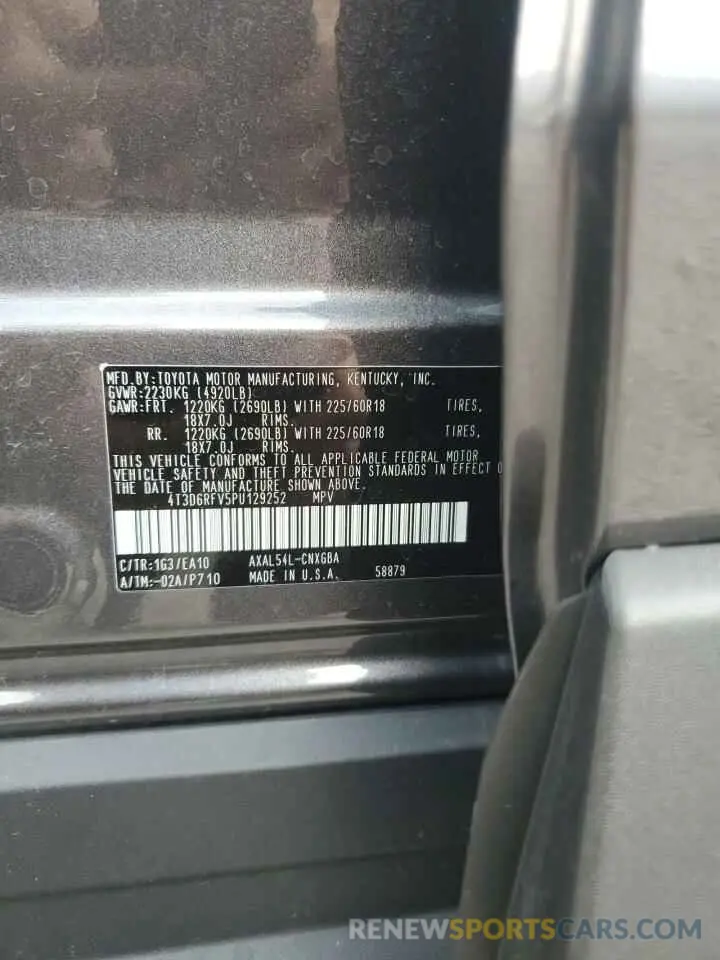 MFD.BY:TOYOTA MOTOR MANUFACTURING, KENTUCKY, INC.
GVWR:2230KG (4920LB)
GAWR:FRT. 1220KG (2690LB) WITH 225/60R18 TIRES,
18X7.0J RIMS.
RR. 1220KG (2690LB) WITH 225/60R18 TIRES,
18X7.0J RIMS.
THIS VEHICLE CONFORMS TO ALL APPLICABLE FEDERAL MOTOR
VEHICLE SAFETY AND THEFT PREVENTION STANDARDS IN EFFECT O
THE DATE OF MANUFACTURE SHOWN ABOVE.
4T3D6RFV5PU129252 MPV
C/TR:1G3/EA10 AXAL54L-CNXGBA
A/TM:-02A/P710 MADE IN U.S.A. 58879
RENEWSPORTSCARS.COM